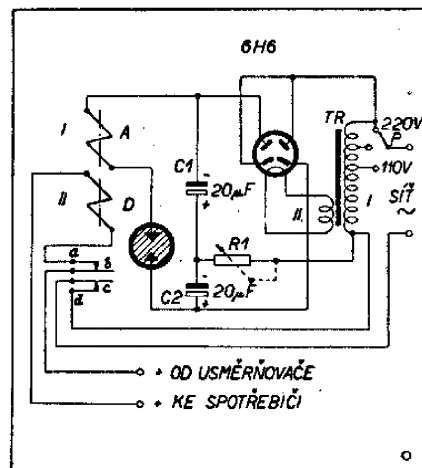 6H6
TR
220V
P
110V
SÍŤ
~
I
A
II
D
C1
-
20µF
+
II
I
R1
a
b
c
d
C2
-
20µF
+
+ OD USMĚRŇOVAČE
+ KE SPOTŘEBIČI